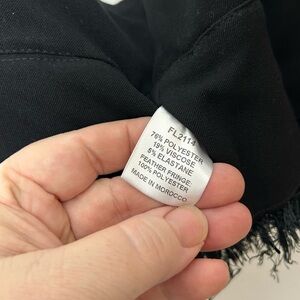 FL2114
76% POLYESTER
19% VISCOSE
5% ELASTANE
FEATHER FRINGE:
100% POLYESTER
MADE IN MOROCCO